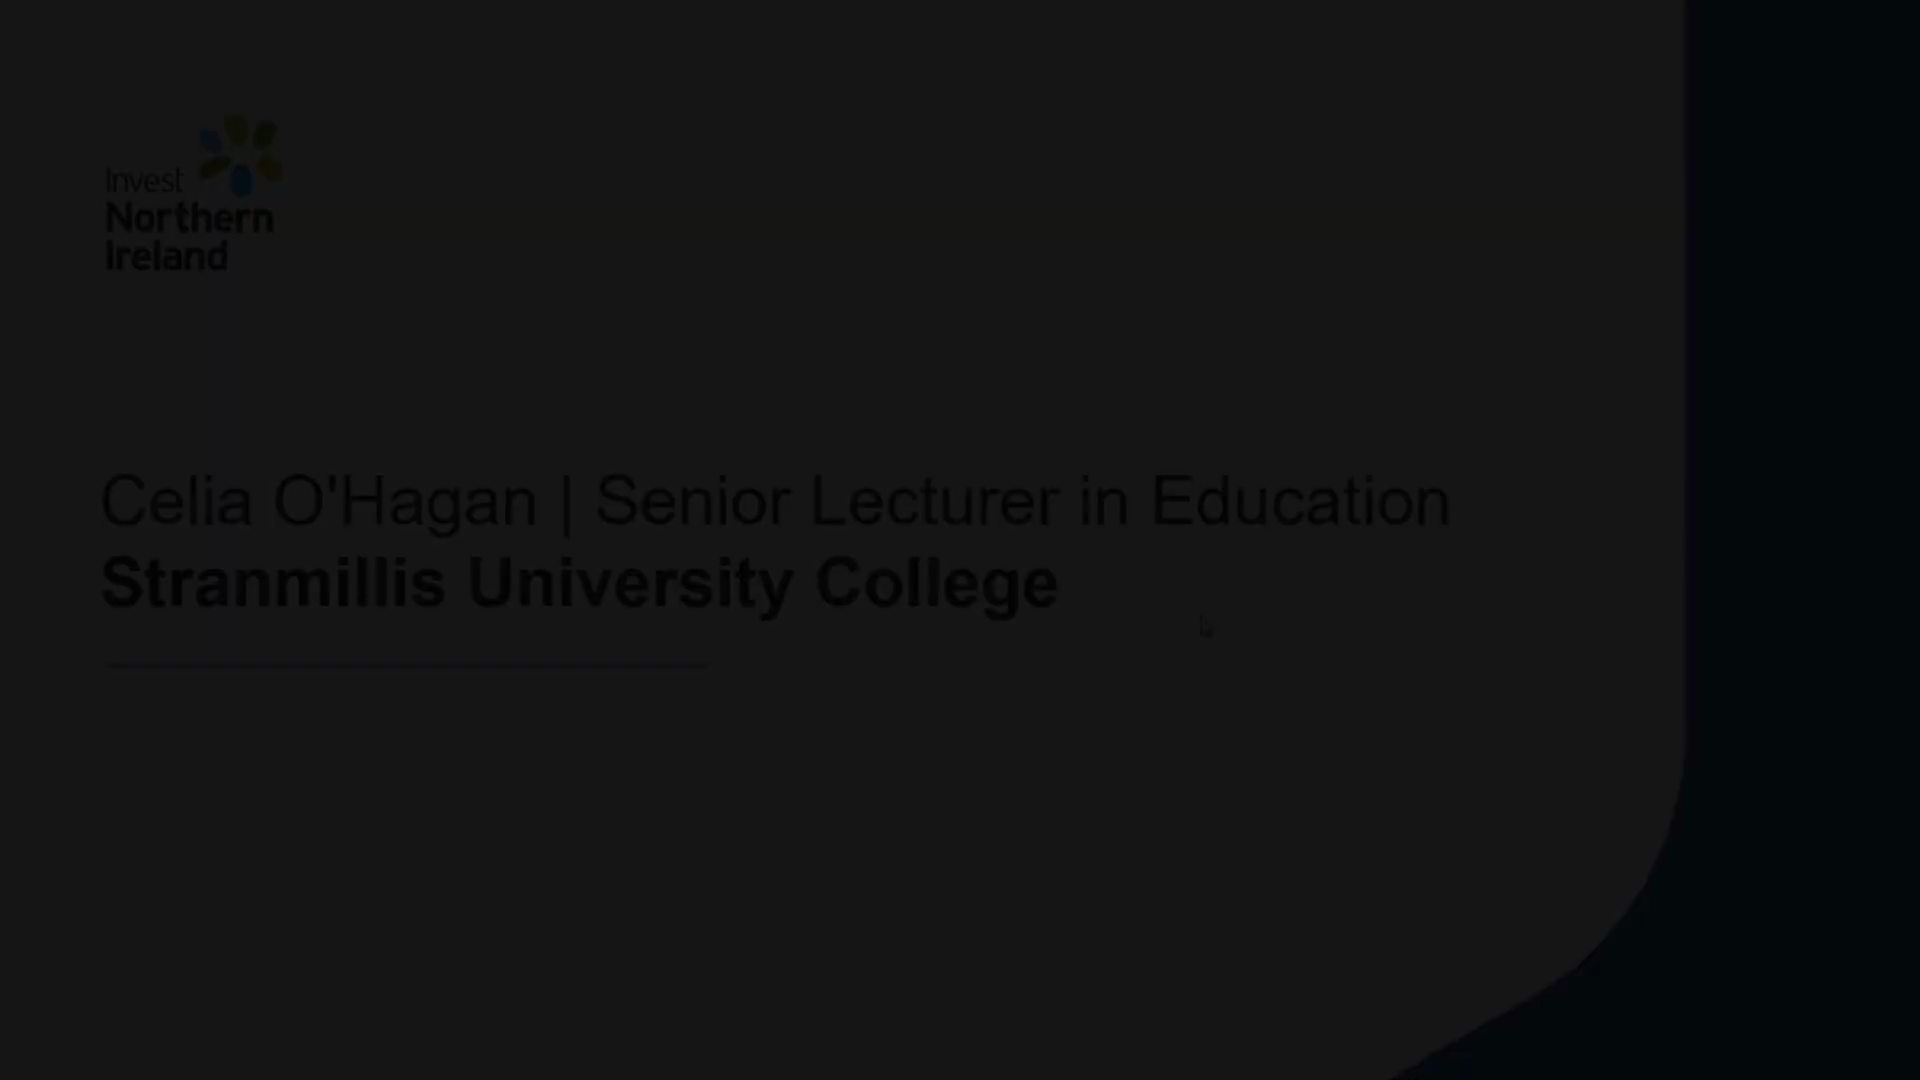 Invest
Northern
Ireland
Celia O'Hagan | Senior Lecturer in Education
Stranmillis University College